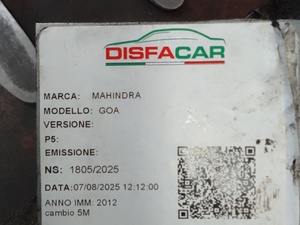 DISFACAR
MARCA: MAHINDRA
MODELLO: GOA
VERSIONE:
P5:
EMISSIONE:
NS: 1805/2025
DATA:07/08/2025 12:12:00
ANNO IMM: 2012
cambio 5M